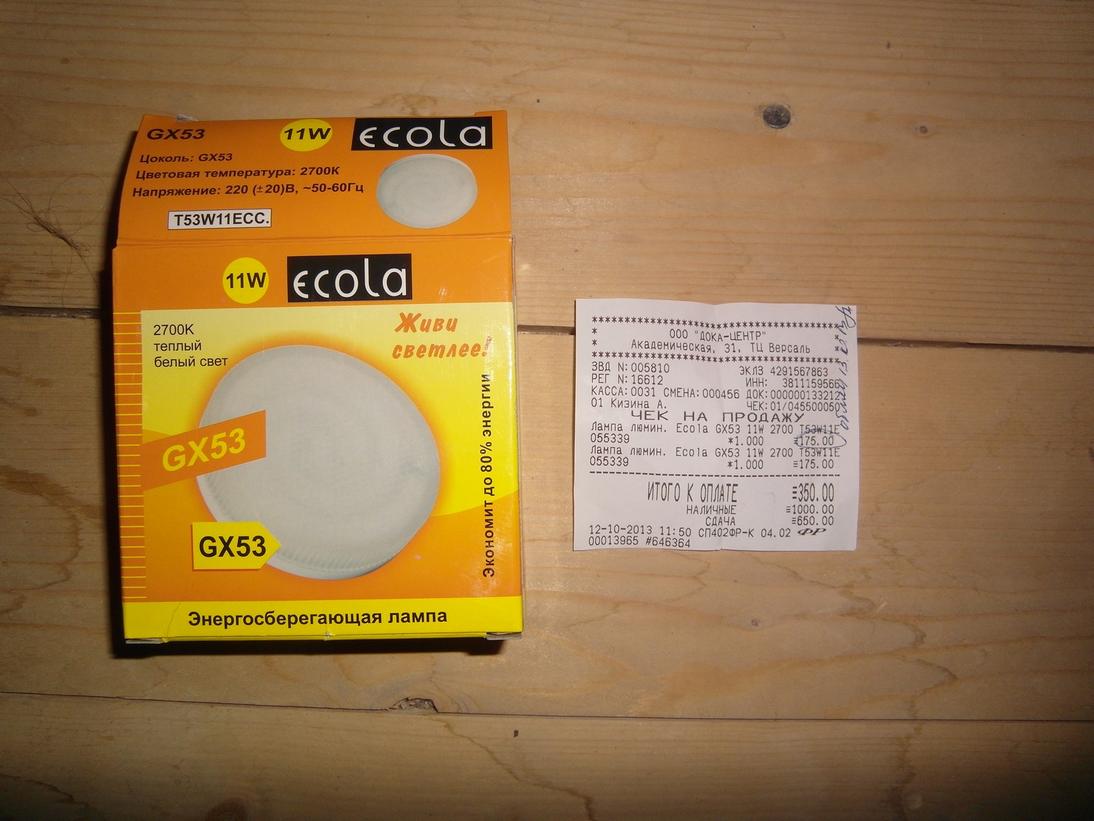 GX53 11W ecola
Цоколь: GX53
Цветовая температура: 2700К
Напряжение: 220 (±20)В, ~50-60Гц
T53W11ECC.
11W ecola
2700K
теплый
белый свет
Живи
светлее!
GX53
GX53
Экономит до 80% энергии
Энергосберегающая лампа
ООО "ДОКА-ЦЕНТР"
Академическая, 31, ТЦ Версаль
ЗВД N:005810 ЭКЛЗ 4291567863
РЕГ N:16612 ИНН: 3811159566
КАССА:0031 СМЕНА:000456 ДОК:000000133212
01 Кизина А. ЧЕК:01/045500050
ЧЕК НА ПРОДАЖУ
Лампа люмин. Ecola GX53 11W 2700 T53W11E
055339 *1.000 =175.00
Лампа люмин. Ecola GX53 11W 2700 T53W11E
055339 *1.000 =175.00
ИТОГО К ОПЛАТЕ =350.00
НАЛИЧНЫЕ =1000.00
СДАЧА =650.00
12-10-2013 11:50 СП402ФР-К 04.02 ФР
00013965 #646364